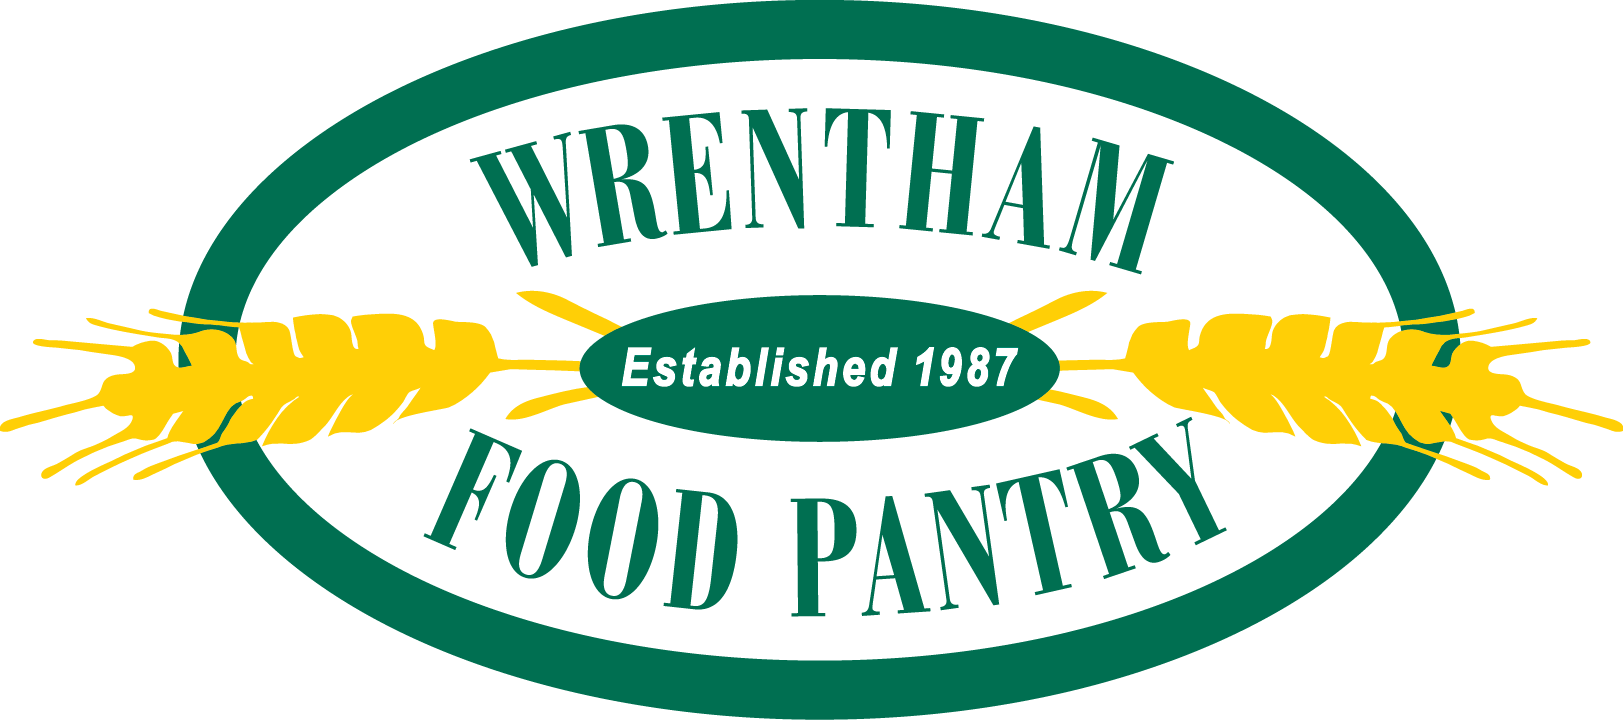 WRENTHAM
Established 1987
FOOD PANTRY